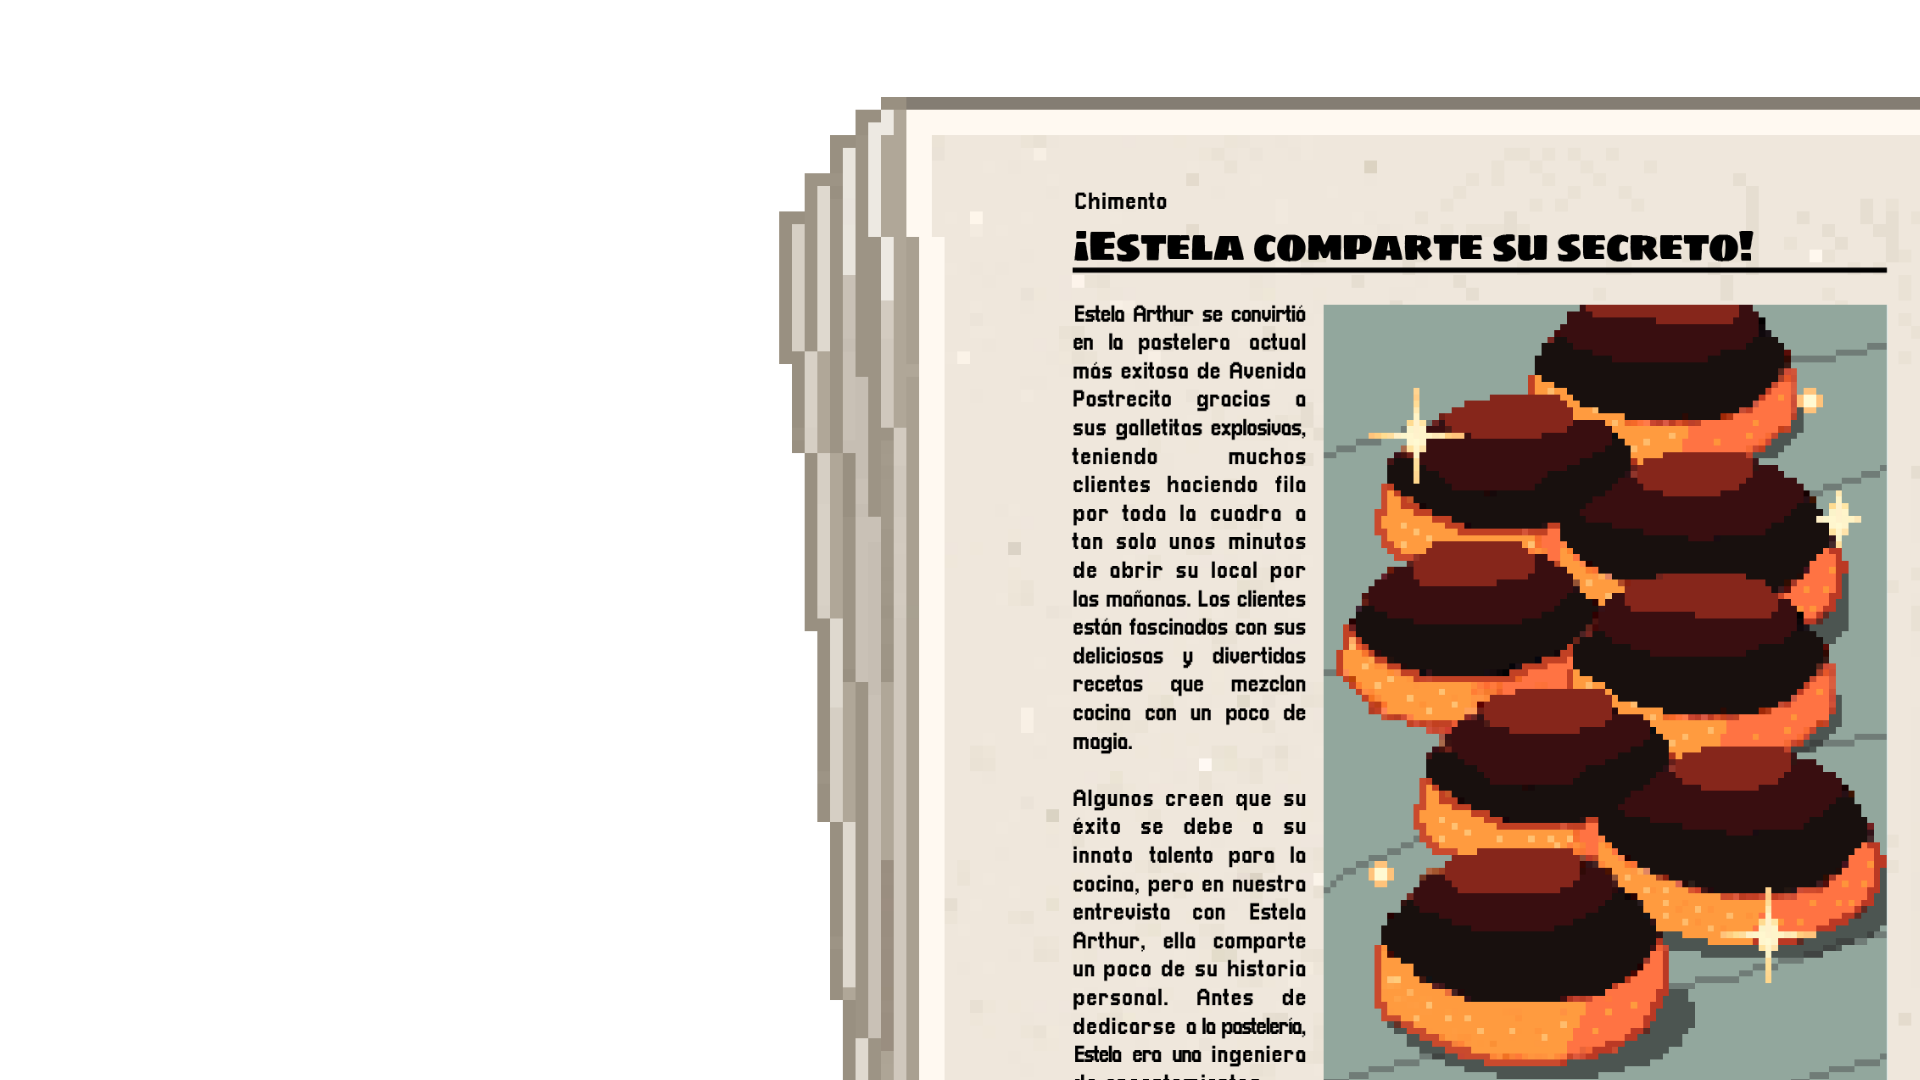 Chimento
¡ESTELA COMPARTE SU SECRETO!
Estela Arthur se convirtió
en la pastelera actual
más exitosa de Avenida
Postrecito gracias a
sus galletitas explosivas,
teniendo muchos
clientes haciendo fila
por toda la cuadra a
tan solo unos minutos
de abrir su local por
las mañanas. Los clientes
están fascinados con sus
deliciosas y divertidas
recetas que mezclan
cocina con un poco de
magia.
Algunos creen que su
éxito se debe a su
innato talento para la
cocina, pero en nuestra
entrevista con Estela
Arthur, ella comparte
un poco de su historia
personal. Antes de
dedicarse a la pastelería,
Estela era una ingeniera